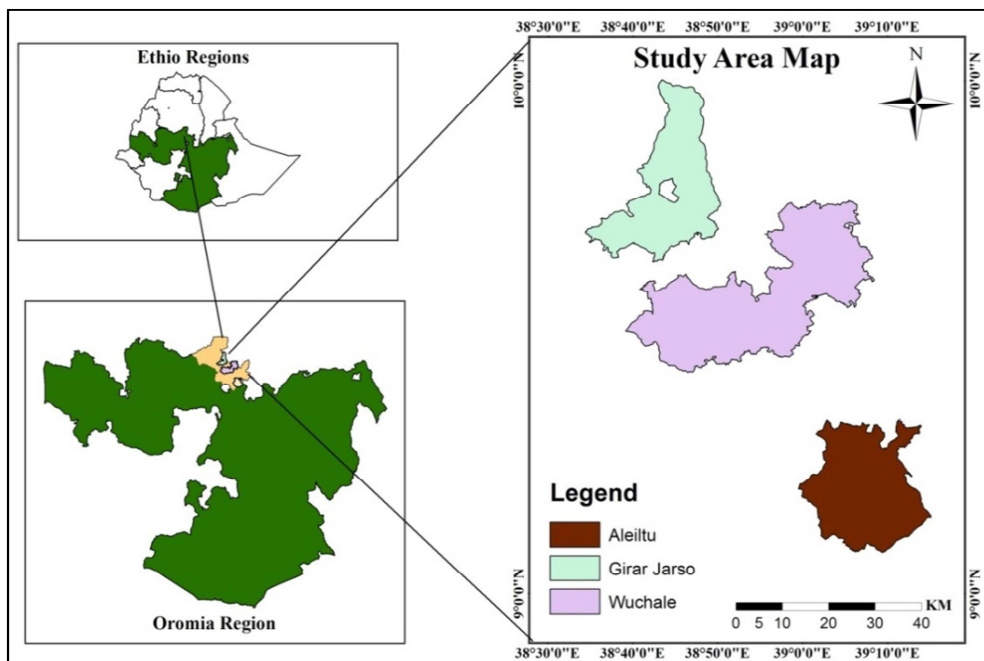 Ethio Regions
Oromia Region
38°30'0"E 38°40'0"E 38°50'0"E 39°0'0"E 39°10'0"E
Study Area Map
N
10°0'0"N 10°0'0"N
Legend
Aleiltu
Girar Jarso
Wuchale
KM
0 5 10 20 30 40
9°0'0"N 9°0'0"N
38°30'0"E 38°40'0"E 38°50'0"E 39°0'0"E 39°10'0"E